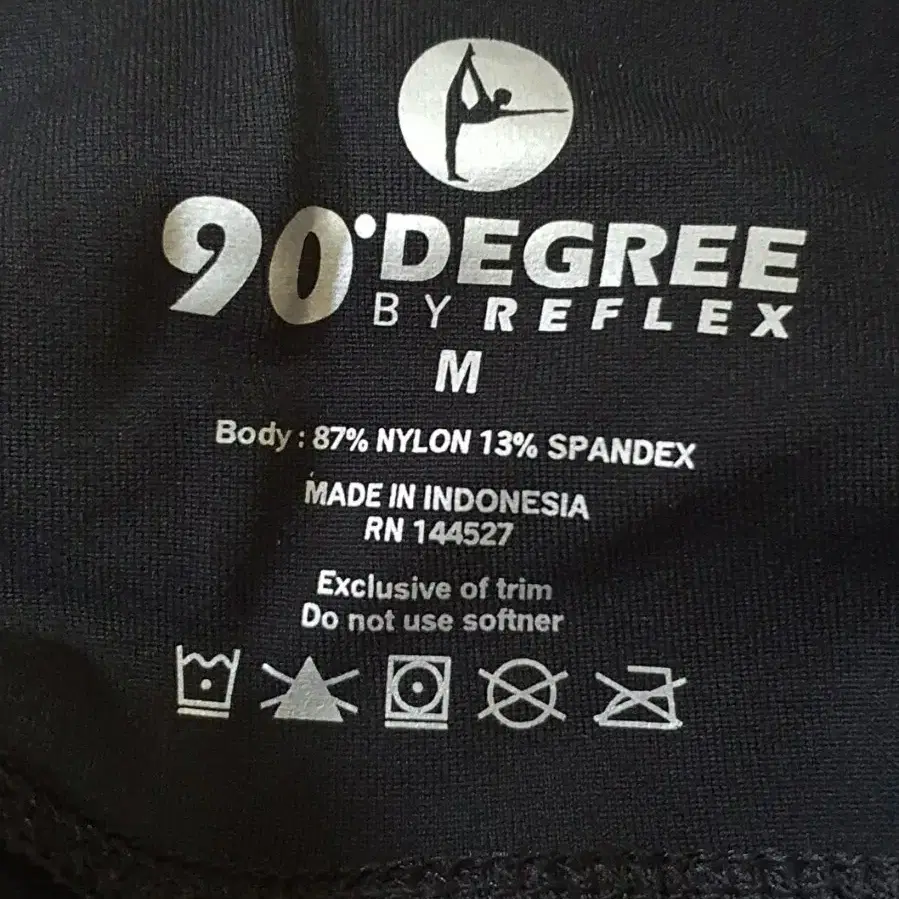 90°DEGREE
BY REFLEX
M
Body : 87% NYLON 13% SPANDEX
MADE IN INDONESIA
RN 144527
Exclusive of trim
Do not use softner